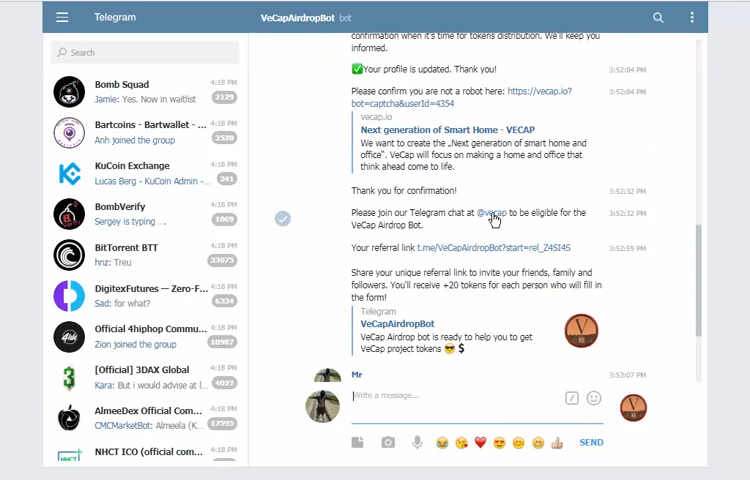 Telegram
VeCapAirdropBot bot
Search
Bomb Squad 4:18 PM
Jamie: Yes. Now in waitlist 2129
Bartcoins - Bartwallet - ... 4:18 PM
Anh joined the group 3520
KuCoin Exchange 4:18 PM
Lucas Berg - KuCoin Admin - ... 241
BombVerify 4:18 PM
Sergey is typing ... 1069
BitTorrent BTT 4:18 PM
hnz: Treu 33075
DigitexFutures — Zero-F... 4:18 PM
Sad: for what? 6334
Official 4hiphop Commu... 4:18 PM
Zion joined the group 10987
[Official] 3DAX Global 4:18 PM
Kara: But i would advise at l... 4022
AlmeeDex Official Com... 4:18 PM
CMCMarketBot: Almeela (K... 17595
NHCT ICO (official com... 4:18 PM
NHCT
confirmation when it's time for tokens distribution. We'll keep you
informed.
Your profile is updated. Thank you! 3:52:04 PM
Please confirm you are not a robot here: https://vecap.io? 3:52:04 PM
bot=captcha&userId=4354
vecap.io
Next generation of Smart Home - VECAP
We want to create the „Next generation of smart home and
office“. VeCap will focus on making a home and office that
think ahead come to life.
Thank you for confirmation! 3:52:32 PM
Please join our Telegram chat at @vecap to be eligible for the 3:52:32 PM
VeCap Airdrop Bot.
Your referral link t.me/VeCapAirdropBot?start=rel_Z4SI4S 3:52:59 PM
Share your unique referral link to invite your friends, family and
followers. You'll receive +20 tokens for each person who will fill in
the form!
Telegram
VeCapAirdropBot
VeCap Airdrop bot is ready to help you to get
VeCap project tokens 😎 $
Mr 3:53:07 PM
Write a message...
SEND